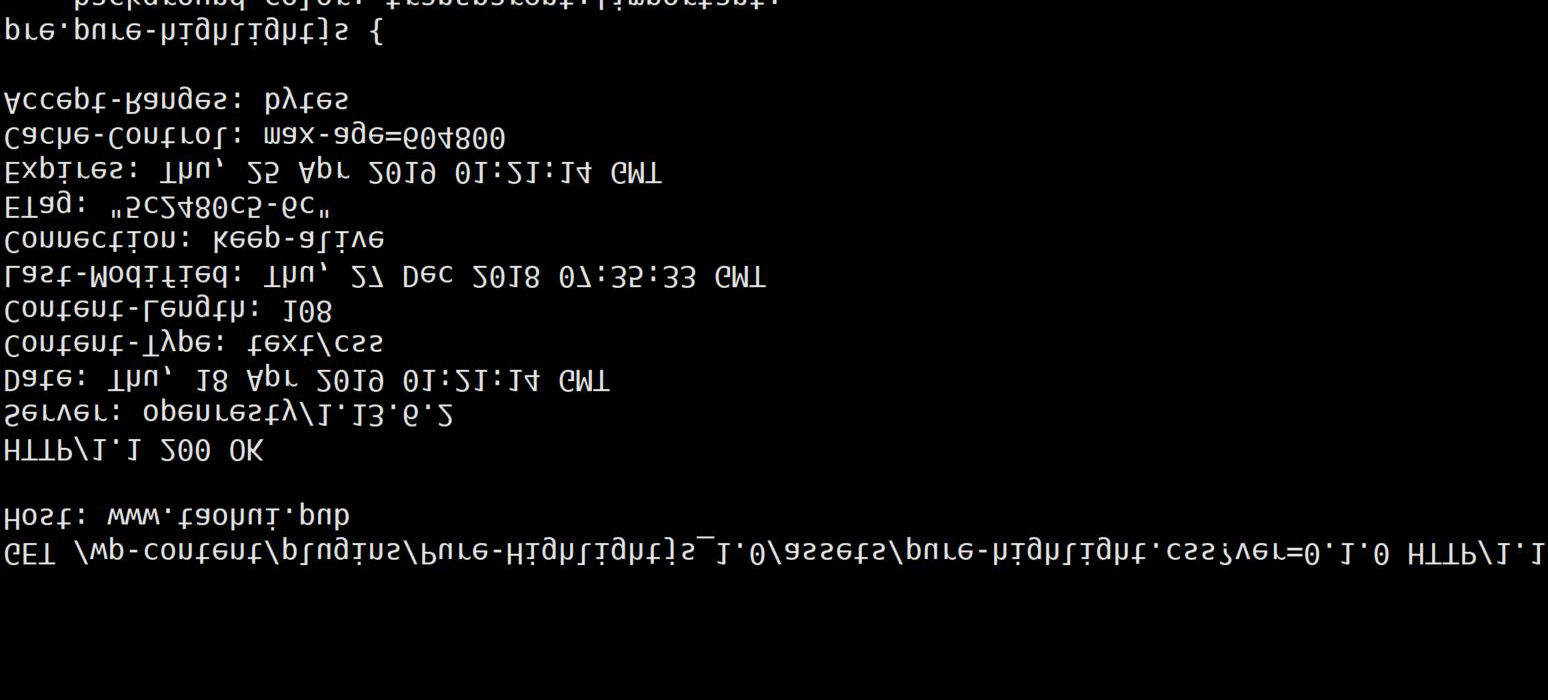 GET /wp-content/plugins/Pure-Highlightjs_1.0/assets/pure-highlight.css?ver=0.1.0 HTTP/1.1
Host: www.taohui.pub
HTTP/1.1 200 OK
Server: openresty/1.13.6.2
Date: Thu, 18 Apr 2019 01:21:14 GMT
Content-Type: text/css
Content-Length: 108
Last-Modified: Thu, 27 Dec 2018 07:35:33 GMT
Connection: keep-alive
ETag: "5c2480c5-6c"
Expires: Thu, 25 Apr 2019 01:21:14 GMT
Cache-Control: max-age=604800
Accept-Ranges: bytes
pre.pure-highlightjs {
background-color: transparent!important;